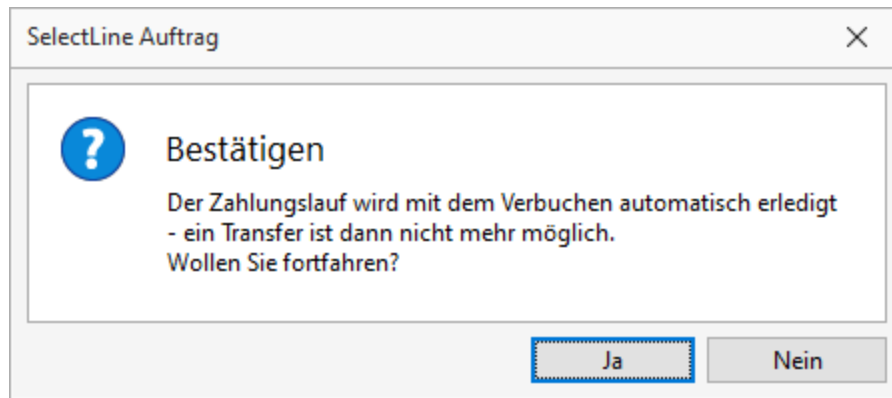 SelectLine Auftrag
Bestätigen
Der Zahlungslauf wird mit dem Verbuchen automatisch erledigt
- ein Transfer ist dann nicht mehr möglich.
Wollen Sie fortfahren?
Ja
Nein